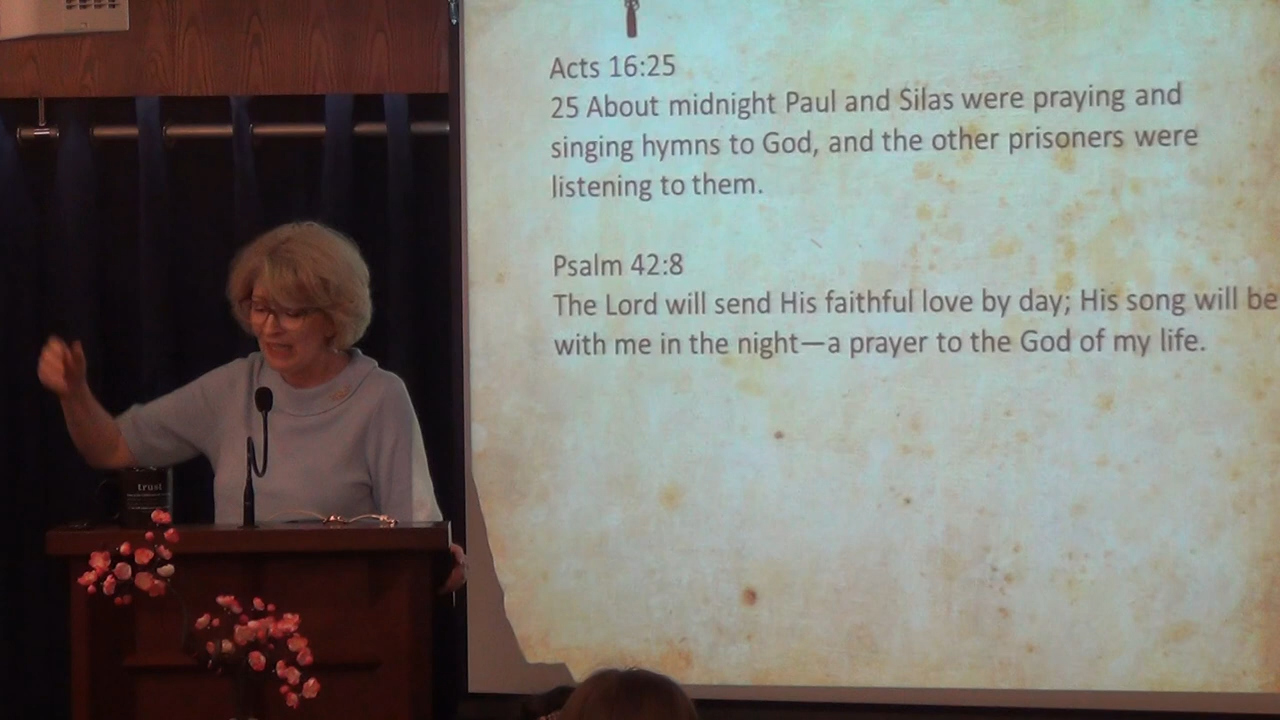 Acts 16:25
25 About midnight Paul and Silas were praying and
singing hymns to God, and the other prisoners were
listening to them.
Psalm 42:8
The Lord will send His faithful love by day; His song will be
with me in the night—a prayer to the God of my life.
trust